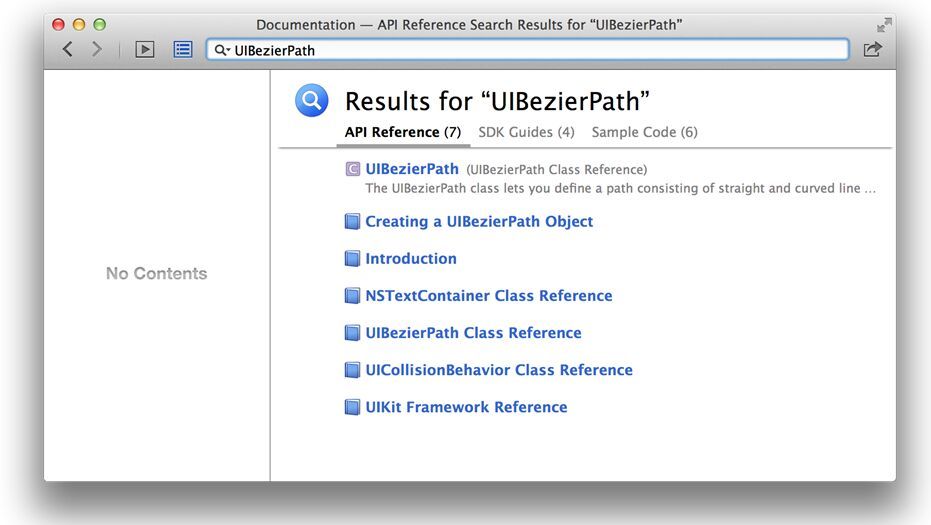 Documentation — API Reference Search Results for “UIBezierPath”
UIBezierPath
Results for “UIBezierPath”
API Reference (7) SDK Guides (4) Sample Code (6)
C UIBezierPath (UIBezierPath Class Reference)
The UIBezierPath class lets you define a path consisting of straight and curved line ...
Creating a UIBezierPath Object
Introduction
No Contents
NSTextContainer Class Reference
UIBezierPath Class Reference
UICollisionBehavior Class Reference
UIKit Framework Reference